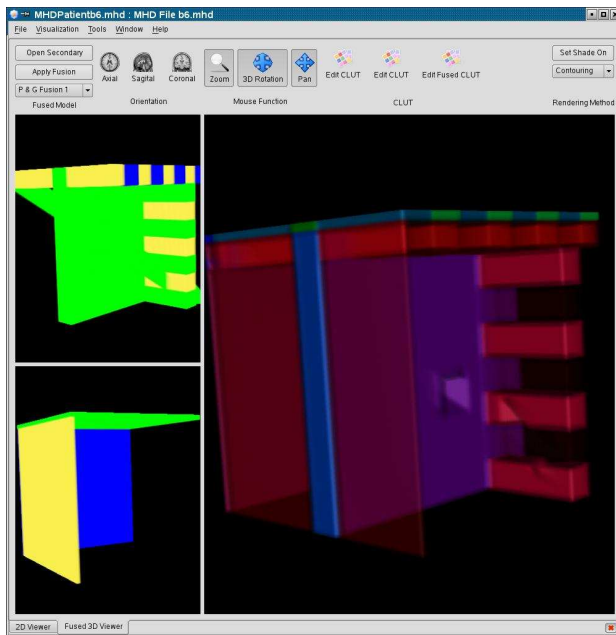 MHDPatientb6.mhd : MHD File b6.mhd
File Visualization Tools Window Help
Open Secondary
Apply Fusion
P & G Fusion 1
Fused Model
Axial Sagital Coronal
Orientation
Zoom 3D Rotation Pan
Mouse Function
Edit CLUT Edit CLUT Edit Fused CLUT
CLUT
Set Shade On
Contouring
Rendering Method
2D Viewer Fused 3D Viewer